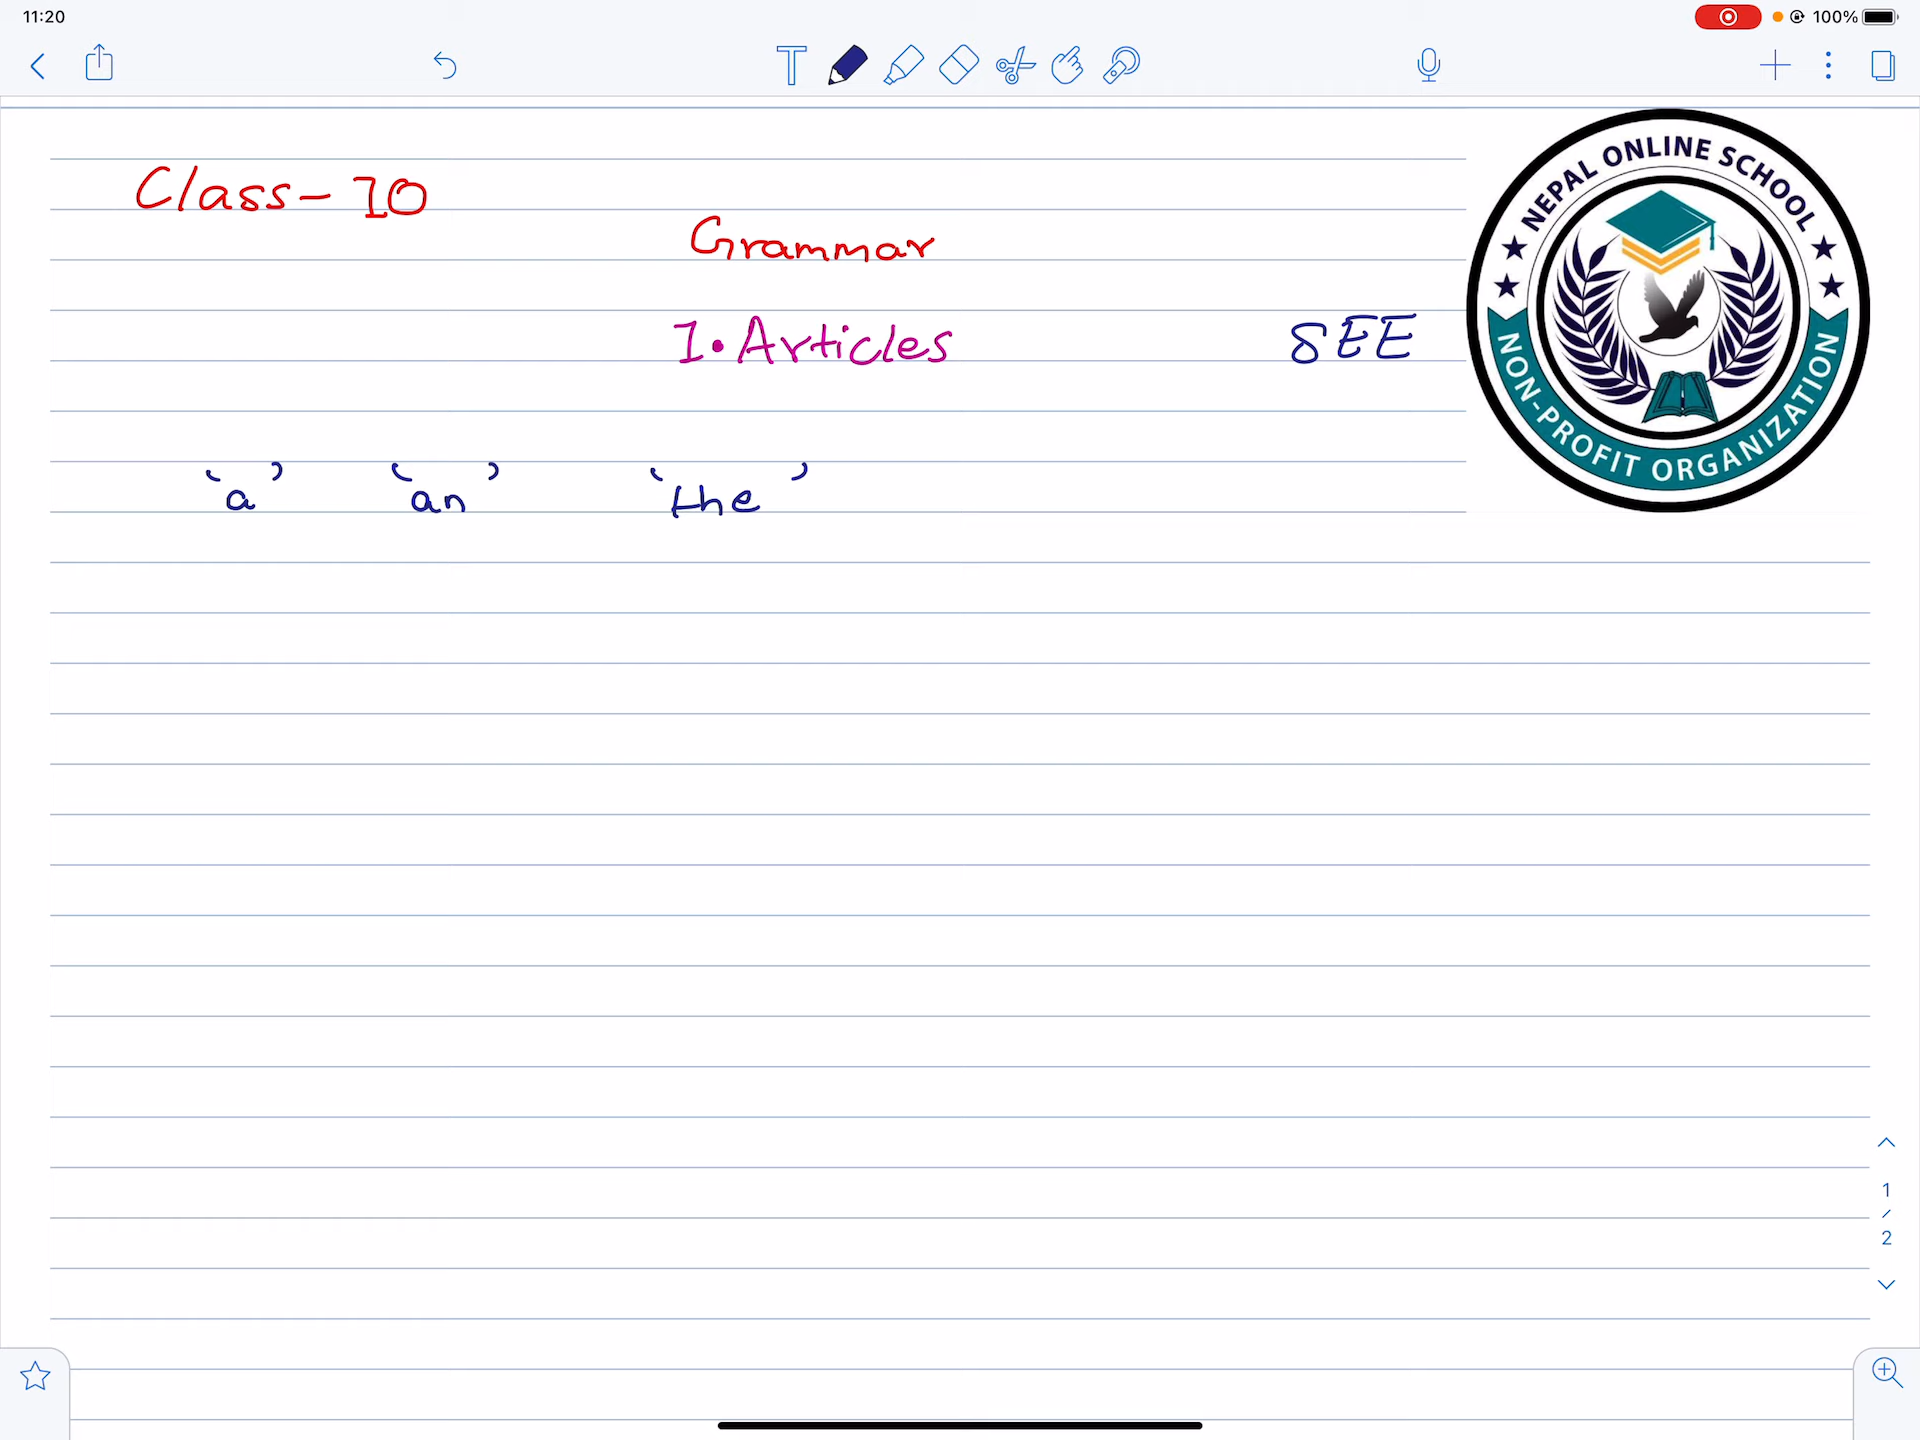 11:20
100%
Class-10
Grammar
1. Articles
SEE
'a' 'an' 'the'
NEPAL ONLINE SCHOOL
NON-PROFIT ORGANIZATION
1
/
2